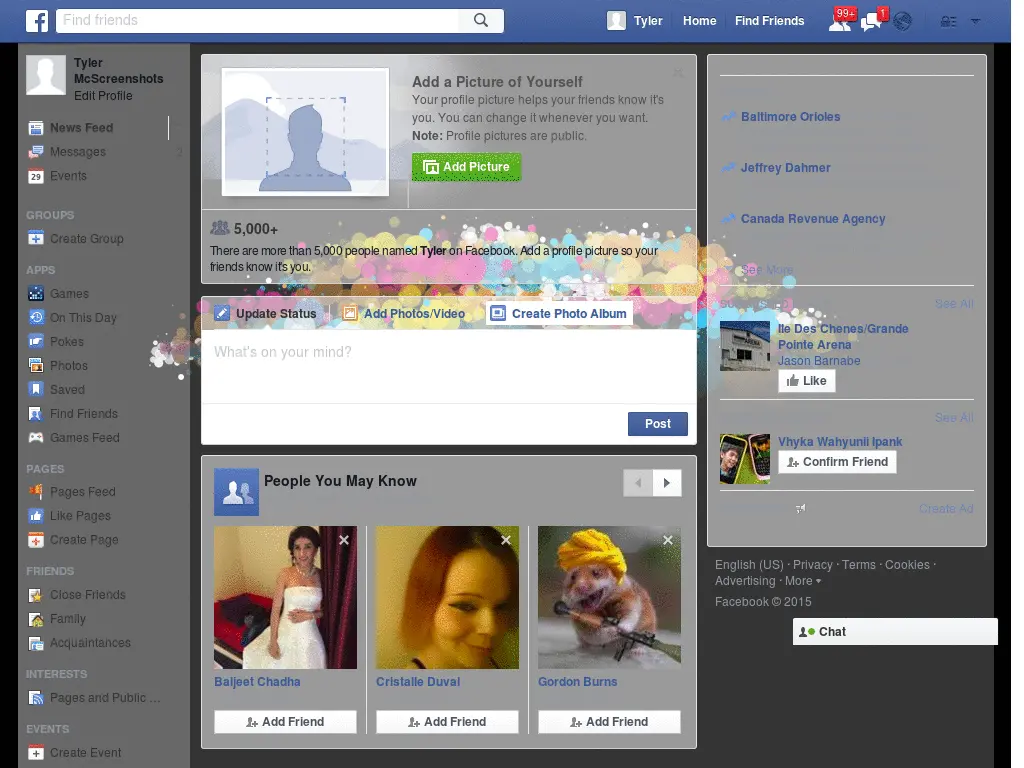 f
Find friends
Tyler
Home
Find Friends
99+
1
Tyler
McScreenshots
Edit Profile
News Feed
Messages
2
Events
29
GROUPS
Create Group
APPS
Games
On This Day
Pokes
Photos
Saved
Find Friends
Games Feed
PAGES
Pages Feed
Like Pages
Create Page
FRIENDS
Close Friends
Family
Acquaintances
INTERESTS
Pages and Public ...
EVENTS
Create Event
Add a Picture of Yourself
Your profile picture helps your friends know it's
you. You can change it whenever you want.
Note: Profile pictures are public.
Add Picture
5,000+
There are more than 5,000 people named Tyler on Facebook. Add a profile picture so your
friends know it's you.
Update Status
Add Photos/Video
Create Photo Album
What's on your mind?
Post
People You May Know
Baljeet Chadha
Cristalle Duval
Gordon Burns
Add Friend
Add Friend
Add Friend
Baltimore Orioles
Jeffrey Dahmer
Canada Revenue Agency
See More
See All
Ile Des Chenes/Grande
Pointe Arena
Jason Barnabe
Like
See All
Vhyka Wahyunii Ipank
Confirm Friend
Create Ad
English (US) · Privacy · Terms · Cookies ·
Advertising · More
Facebook © 2015
Chat